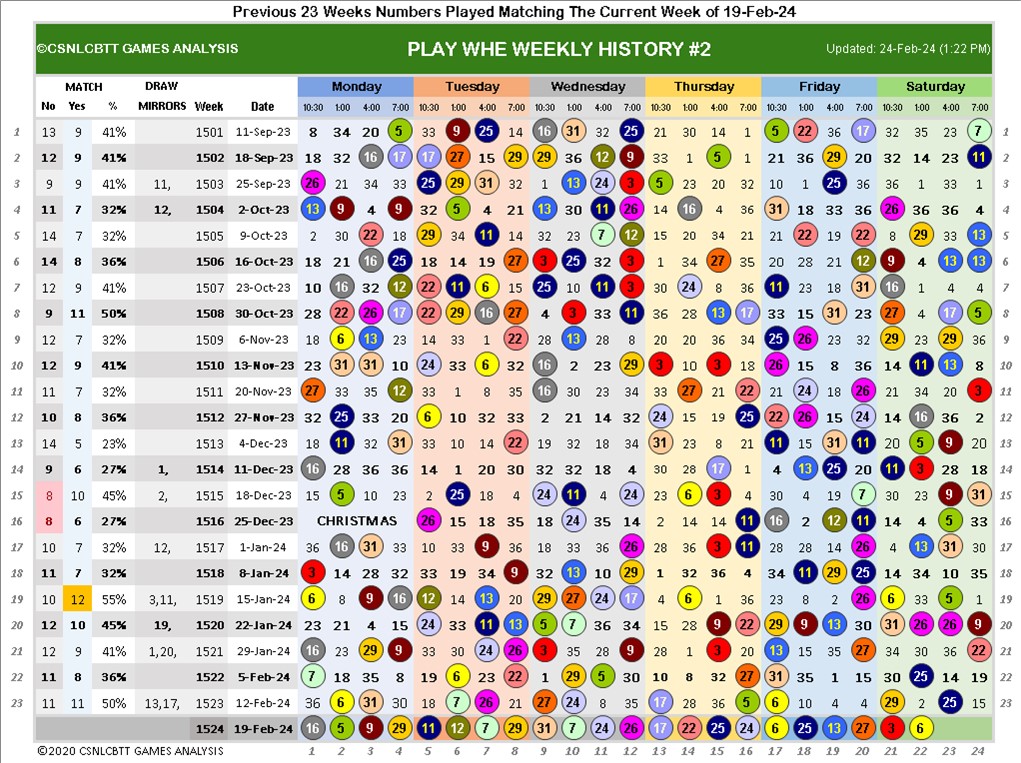 Previous 23 Weeks Numbers Played Matching The Current Week of 19-Feb-24
©CSNLCBTT GAMES ANALYSIS PLAY WHE WEEKLY HISTORY #2 Updated: 24-Feb-24 (1:22 PM)
MATCH DRAW Monday Tuesday Wednesday Thursday Friday Saturday
No Yes % MIRRORS Week Date 10:30 1:00 4:00 7:00 10:30 1:00 4:00 7:00 10:30 1:00 4:00 7:00 10:30 1:00 4:00 7:00 10:30 1:00 4:00 7:00 10:30 1:00 4:00 7:00
1 13 9 41% 1501 11-Sep-23 8 34 20 5 33 9 25 14 16 31 32 25 21 30 14 1 5 22 36 17 32 35 23 7 1
2 12 9 41% 1502 18-Sep-23 18 32 16 17 17 27 15 29 29 36 12 9 33 1 5 1 21 36 29 20 32 14 23 11 2
3 9 9 41% 11, 1503 25-Sep-23 26 21 34 33 25 29 31 32 1 13 24 3 5 23 20 32 10 1 25 36 36 1 33 1 3
4 11 7 32% 12, 1504 2-Oct-23 13 9 4 9 32 5 4 21 13 30 11 26 14 16 4 36 31 18 33 36 26 36 36 4 4
5 14 7 32% 1505 9-Oct-23 2 30 22 18 29 34 11 14 32 23 7 12 15 20 34 21 21 22 19 22 8 29 33 13 5
6 14 8 36% 1506 16-Oct-23 18 21 16 25 18 14 19 27 3 25 32 3 1 34 27 35 20 28 21 12 9 4 13 13 6
7 12 9 41% 1507 23-Oct-23 10 16 32 12 22 11 6 15 25 10 11 3 30 24 8 14 11 23 18 31 16 1 4 4 7
8 9 11 50% 1508 30-Oct-23 28 22 26 17 22 29 16 27 4 3 33 11 36 28 13 17 33 15 31 23 27 4 17 5 8
9 12 7 32% 1509 6-Nov-23 18 6 13 23 14 33 1 22 28 13 28 8 20 20 36 34 25 26 23 32 29 23 29 36 9
10 12 9 41% 1510 13-Nov-23 23 31 31 10 24 33 6 32 16 2 23 29 3 10 3 18 26 15 8 36 14 11 13 8 10
11 11 7 32% 1511 20-Nov-23 27 33 35 12 33 1 8 35 16 30 30 33 14 27 21 22 18 24 18 26 21 24 33 3 11
12 10 8 36% 1512 27-Nov-23 32 25 33 20 6 10 32 33 2 21 14 32 24 15 16 25 22 26 15 24 14 16 36 2 12
13 14 5 23% 1513 4-Dec-23 18 11 32 31 33 10 14 22 19 32 18 34 31 23 8 21 11 15 31 11 20 5 9 20 13
14 9 6 27% 1, 1514 11-Dec-23 16 28 36 36 14 1 20 30 32 32 18 4 30 28 17 1 4 13 25 20 11 3 28 18 14
15 8 10 45% 2, 1515 18-Dec-23 15 5 10 23 2 25 18 4 24 11 4 24 23 6 3 4 30 4 19 7 30 23 9 31 15
16 8 6 27% 1516 25-Dec-23 CHRISTMAS 26 15 18 35 18 24 35 14 2 14 14 11 16 2 12 11 14 4 5 33 16
17 10 7 32% 12, 1517 1-Jan-24 36 16 31 33 10 33 9 36 18 33 36 26 28 36 3 11 28 28 14 26 4 13 31 30 17
18 11 7 32% 1518 8-Jan-24 3 14 28 32 33 19 34 9 32 13 10 29 1 32 36 4 34 11 29 25 34 14 10 35 18
19 10 12 55% 3,11, 1519 15-Jan-24 6 8 9 16 12 14 13 20 29 27 24 17 4 6 1 19 23 8 20 26 6 33 5 1 19
20 12 10 45% 19, 1520 22-Jan-24 23 21 4 15 24 33 11 13 5 7 36 34 15 28 9 22 29 9 13 30 31 26 26 9 20
21 12 9 41% 1,20, 1521 29-Jan-24 16 23 29 9 33 30 24 26 3 35 28 9 28 1 3 20 13 15 35 27 34 30 36 22 21
22 11 8 36% 1522 5-Feb-24 7 18 35 8 19 6 23 22 1 29 5 30 10 8 32 27 31 35 1 15 30 25 14 19 22
23 11 11 50% 13,17, 1523 12-Feb-24 36 6 31 30 18 7 26 21 27 24 8 34 17 28 5 36 6 10 4 4 29 2 25 15 23
1524 19-Feb-24 16 5 9 29 11 12 7 29 31 7 24 26 17 22 25 24 6 25 13 27 3 6
©2020 CSNLCBTT GAMES ANALYSIS 1 2 3 4 5 6 7 8 9 10 11 12 13 14 15 16 17 18 19 20 21 22 23 24